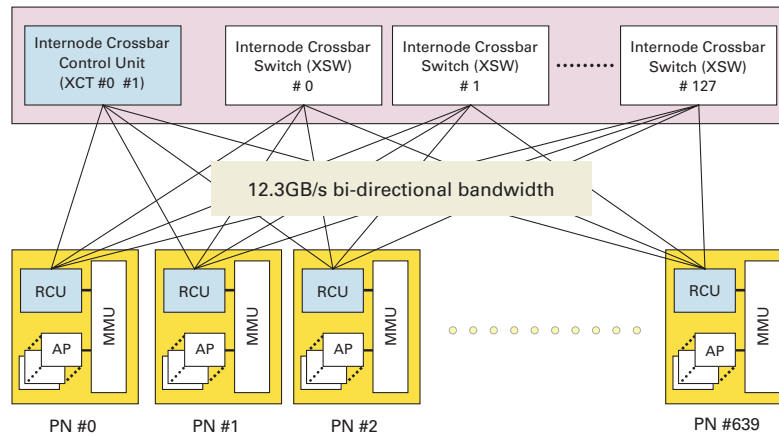 Internode Crossbar
Control Unit
(XCT #0 #1)
Internode Crossbar
Switch (XSW)
# 0
Internode Crossbar
Switch (XSW)
# 1
Internode Crossbar
Switch (XSW)
# 127
12.3GB/s bi-directional bandwidth
RCU
MMU
AP
RCU
MMU
AP
RCU
MMU
AP
RCU
MMU
AP
PN #0
PN #1
PN #2
PN #639